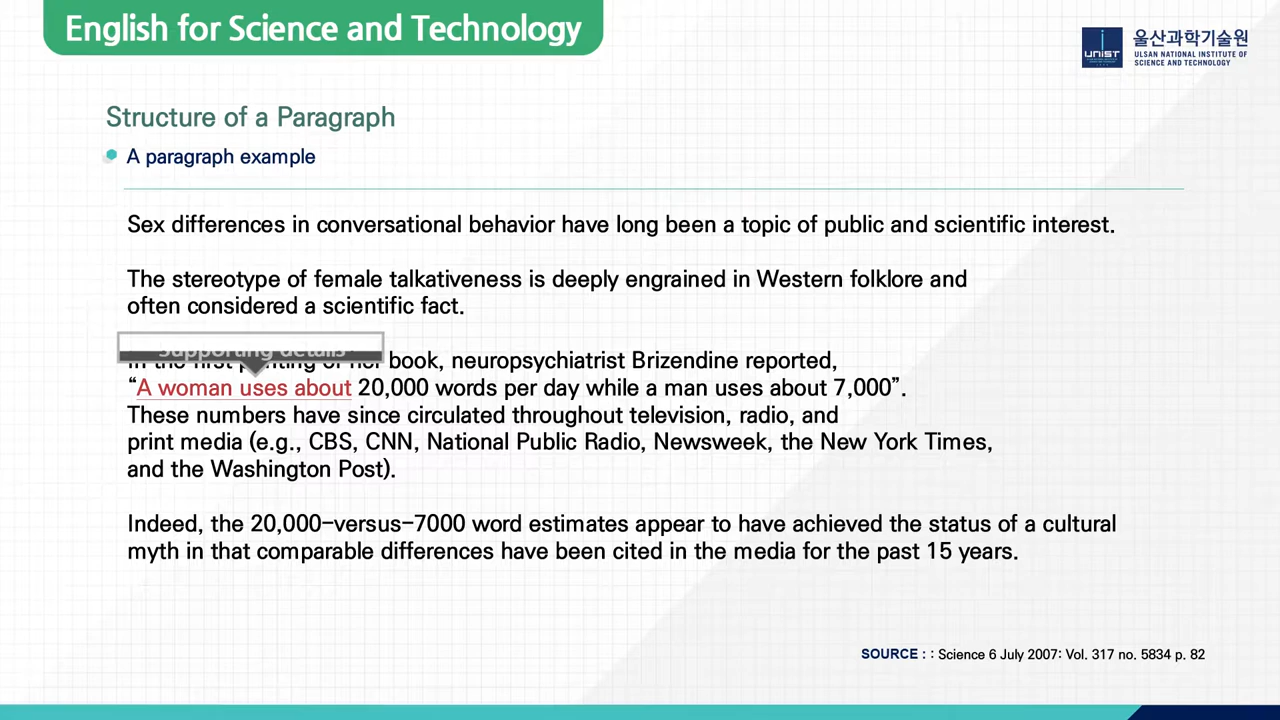 English for Science and Technology
UNIST
울산과학기술원
ULSAN NATIONAL INSTITUTE OF
SCIENCE AND TECHNOLOGY
Structure of a Paragraph
A paragraph example
Sex differences in conversational behavior have long been a topic of public and scientific interest.
The stereotype of female talkativeness is deeply engrained in Western folklore and
often considered a scientific fact.
Supporting details
In the first printing of her book, neuropsychiatrist Brizendine reported,
“A woman uses about 20,000 words per day while a man uses about 7,000”.
These numbers have since circulated throughout television, radio, and
print media (e.g., CBS, CNN, National Public Radio, Newsweek, the New York Times,
and the Washington Post).
Indeed, the 20,000-versus-7000 word estimates appear to have achieved the status of a cultural
myth in that comparable differences have been cited in the media for the past 15 years.
SOURCE : : Science 6 July 2007: Vol. 317 no. 5834 p. 82